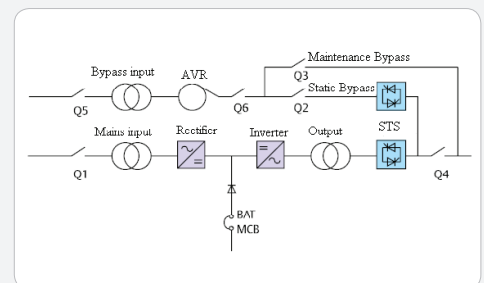 Maintenance Bypass
Q3
Bypass input
AVR
Static Bypass
Q5
Q6
Q2
Mains input
Rectifier
Inverter
Output
STS
Q1
Q4
BAT
MCB